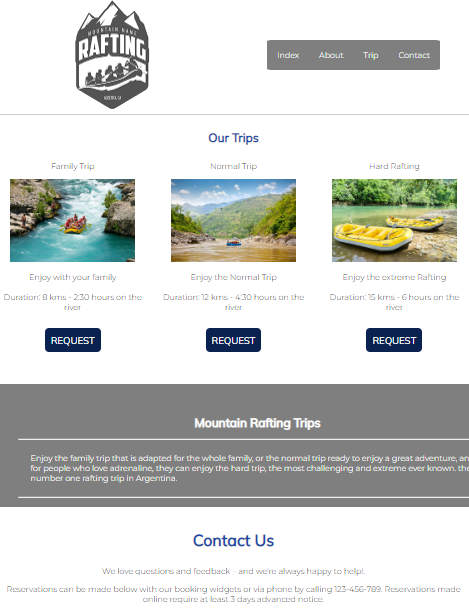 MOUNTAIN NAME
RAFTING
Index About Trip Contact
Our Trips
Family Trip
Normal Trip
Hard Rafting
Enjoy with your family
Enjoy the Normal Trip
Enjoy the extreme Rafting
Duration: 8 kms - 2:30 hours on the
river
Duration: 12 kms - 4:30 hours on the
river
Duration: 15 kms - 6 hours on the
river
REQUEST
REQUEST
REQUEST
Mountain Rafting Trips
Enjoy the family trip that is adapted for the whole family, or the normal trip ready to enjoy a great adventure, an
for people who love adrenaline, they can enjoy the hard trip, the most challenging and extreme ever known. the
number one rafting trip in Argentina.
Contact Us
We love questions and feedback – and we're always happy to help!.
Reservations can be made below with our booking widgets or via phone by calling 123-456-789. Reservations made
online require at least 3 days advanced notice.